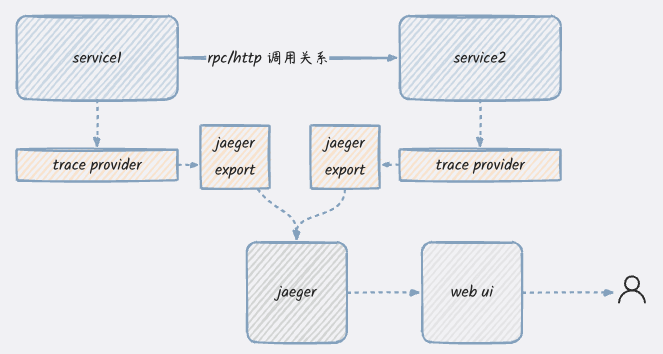 service1
rpc/http 调用关系
service2
trace provider
jaeger
export
jaeger
export
trace provider
jaeger
web ui